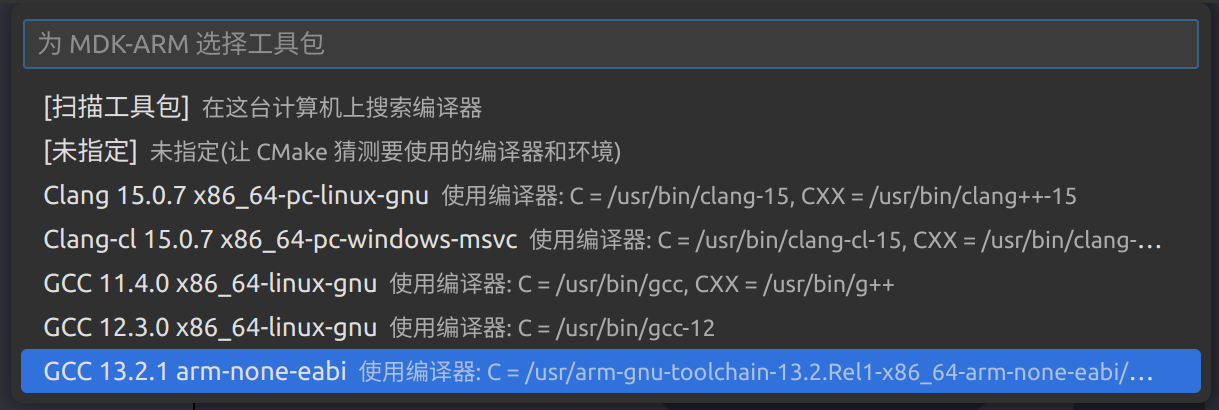 为 MDK-ARM 选择工具包
[扫描工具包] 在这台计算机上搜索编译器
[未指定] 未指定(让 CMake 猜测要使用的编译器和环境)
Clang 15.0.7 x86_64-pc-linux-gnu 使用编译器: C = /usr/bin/clang-15, CXX = /usr/bin/clang++-15
Clang-cl 15.0.7 x86_64-pc-windows-msvc 使用编译器: C = /usr/bin/clang-cl-15, CXX = /usr/bin/clang-...
GCC 11.4.0 x86_64-linux-gnu 使用编译器: C = /usr/bin/gcc, CXX = /usr/bin/g++
GCC 12.3.0 x86_64-linux-gnu 使用编译器: C = /usr/bin/gcc-12
GCC 13.2.1 arm-none-eabi 使用编译器: C = /usr/arm-gnu-toolchain-13.2.Rel1-x86_64-arm-none-eabi/...